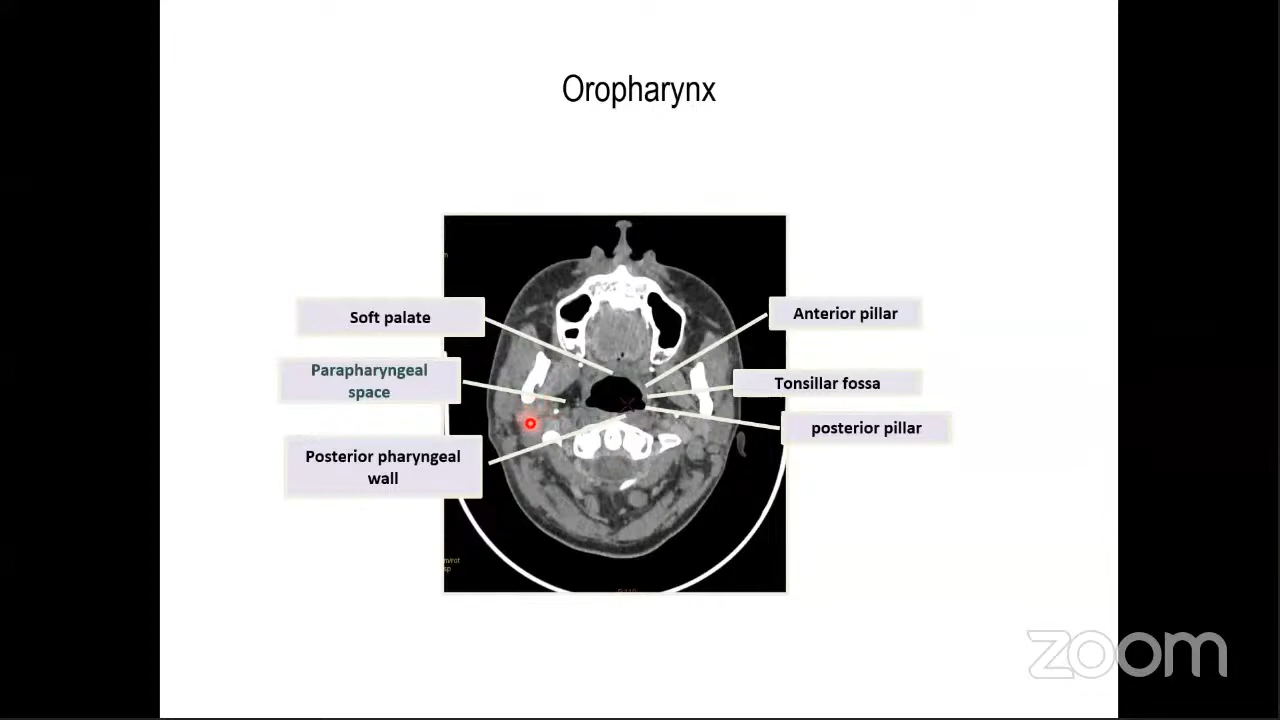 Oropharynx
Soft palate
Anterior pillar
Parapharyngeal
space
Tonsillar fossa
posterior pillar
Posterior pharyngeal
wall
zoom